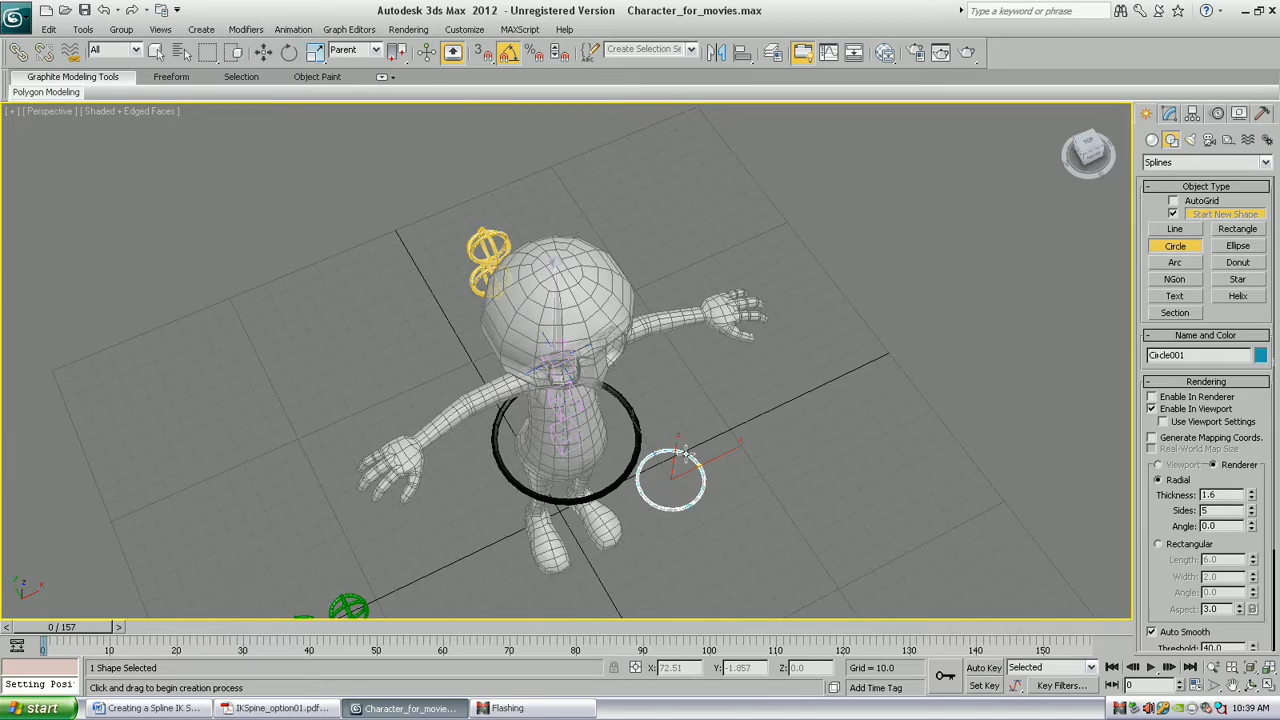 Autodesk 3ds Max 2012 - Unregistered Version Character_for_movies.max
Type a keyword or phrase
Edit Tools Group Views Create Modifiers Animation Graph Editors Rendering Customize MAXScript Help
All Parent Create Selection Se
Graphite Modeling Tools Freeform Selection Object Paint
Polygon Modeling
[ + ] [ Perspective ] [ Shaded + Edged Faces ]
TOP
Splines
Object Type
AutoGrid
Start New Shape
Line Rectangle
Circle Ellipse
Arc Donut
NGon Star
Text Helix
Section
Name and Color
Circle001
Rendering
Enable In Renderer
Enable In Viewport
Use Viewport Settings
Generate Mapping Coords.
Real-World Map Size
Viewport Renderer
Radial
Thickness: 1.6
Sides: 5
Angle: 0.0
Rectangular
Length: 6.0
Width: 2.0
Angle: 0.0
Aspect: 3.0
Auto Smooth
Threshold: 40.0
z
x
z
x
0 / 157
0 10 20 30 40 50 60 70 80 90 100 110 120 130 140 150
1 Shape Selected X: 72.51 Y: -1.857 Z: 0.0 Grid = 10.0 Auto Key Selected
Setting Posi Click and drag to begin creation process Add Time Tag Set Key Key Filters... 0
start Creating a Spline IK S... IKSpine_option01.pdf... Character_for_movie... Flashing 10:39 AM